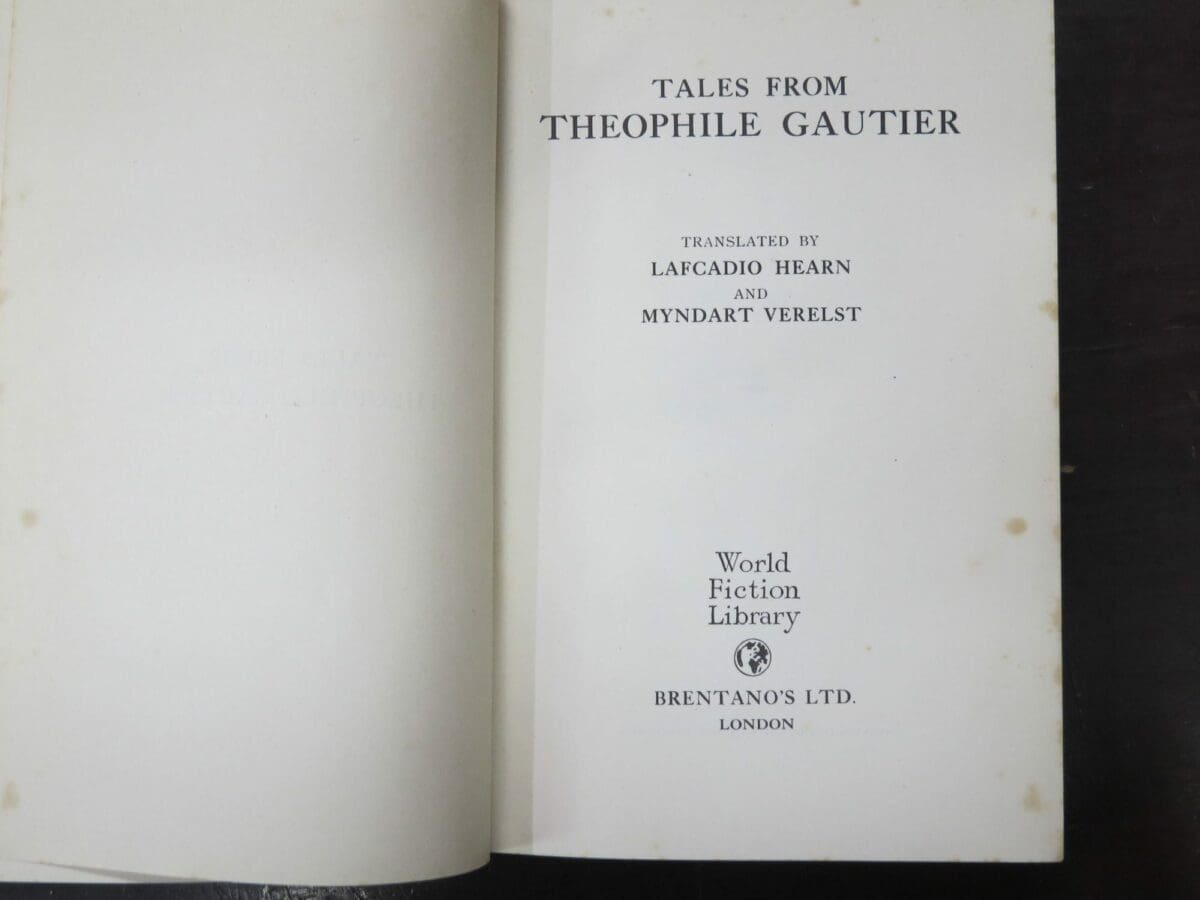 TALES FROM
THEOPHILE GAUTIER
TRANSLATED BY
LAFCADIO HEARN
AND
MYNDART VERELST
World
Fiction
Library
BRENTANO'S LTD.
LONDON